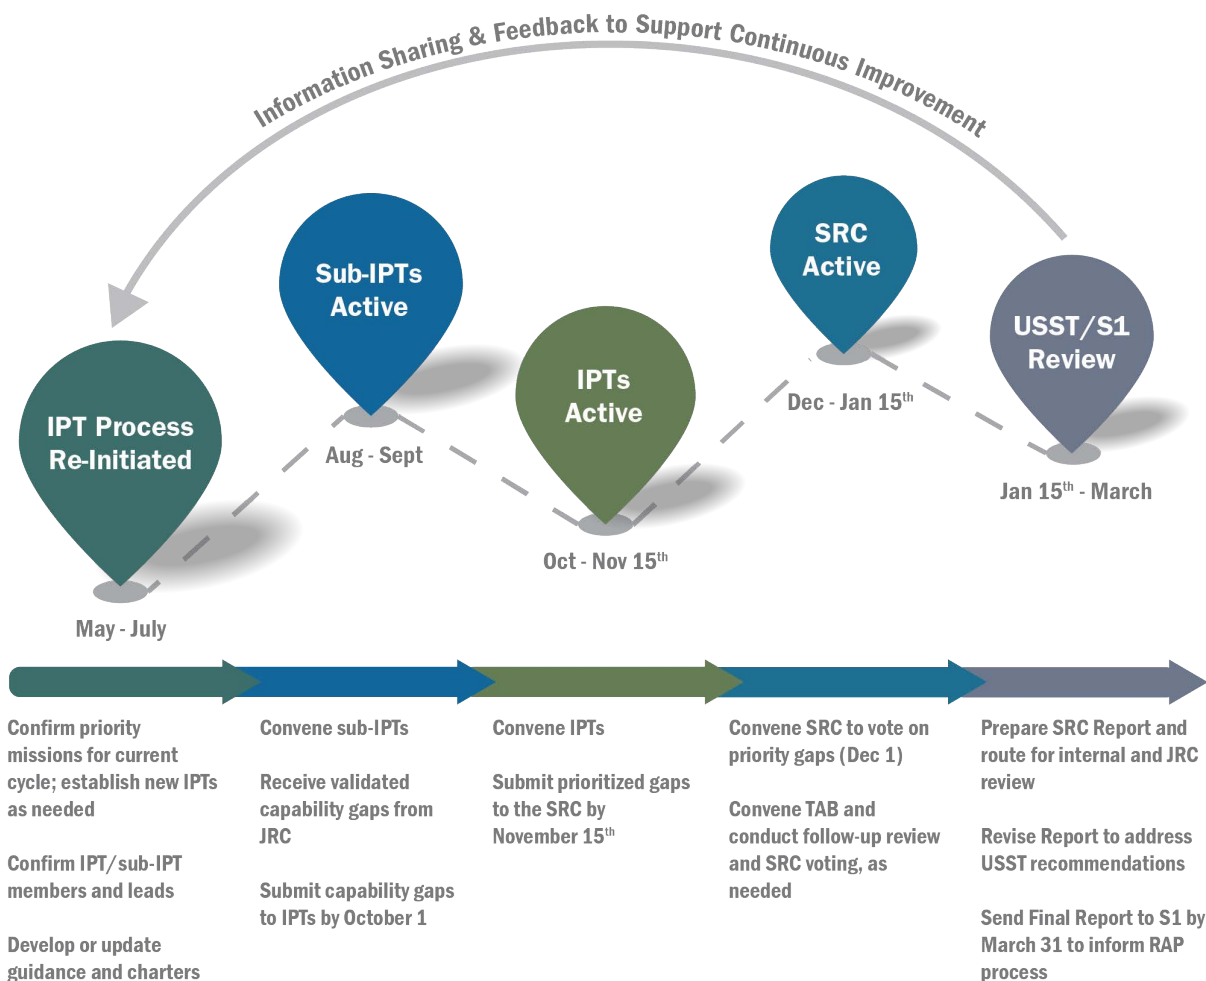 Information Sharing & Feedback to Support Continuous Improvement
IPT Process
Re-Initiated
May - July
Sub-IPTs
Active
Aug - Sept
IPTs
Active
Oct - Nov 15th
SRC
Active
Dec - Jan 15th
USST/S1
Review
Jan 15th - March
Confirm priority
missions for current
cycle; establish new IPTs
as needed
Confirm IPT/sub-IPT
members and leads
Develop or update
guidance and charters
Convene sub-IPTs
Receive validated
capability gaps from
JRC
Submit capability gaps
to IPTs by October 1
Convene IPTs
Submit prioritized gaps
to the SRC by
November 15th
Convene SRC to vote on
priority gaps (Dec 1)
Convene TAB and
conduct follow-up review
and SRC voting, as
needed
Prepare SRC Report and
route for internal and JRC
review
Revise Report to address
USST recommendations
Send Final Report to S1 by
March 31 to inform RAP
process